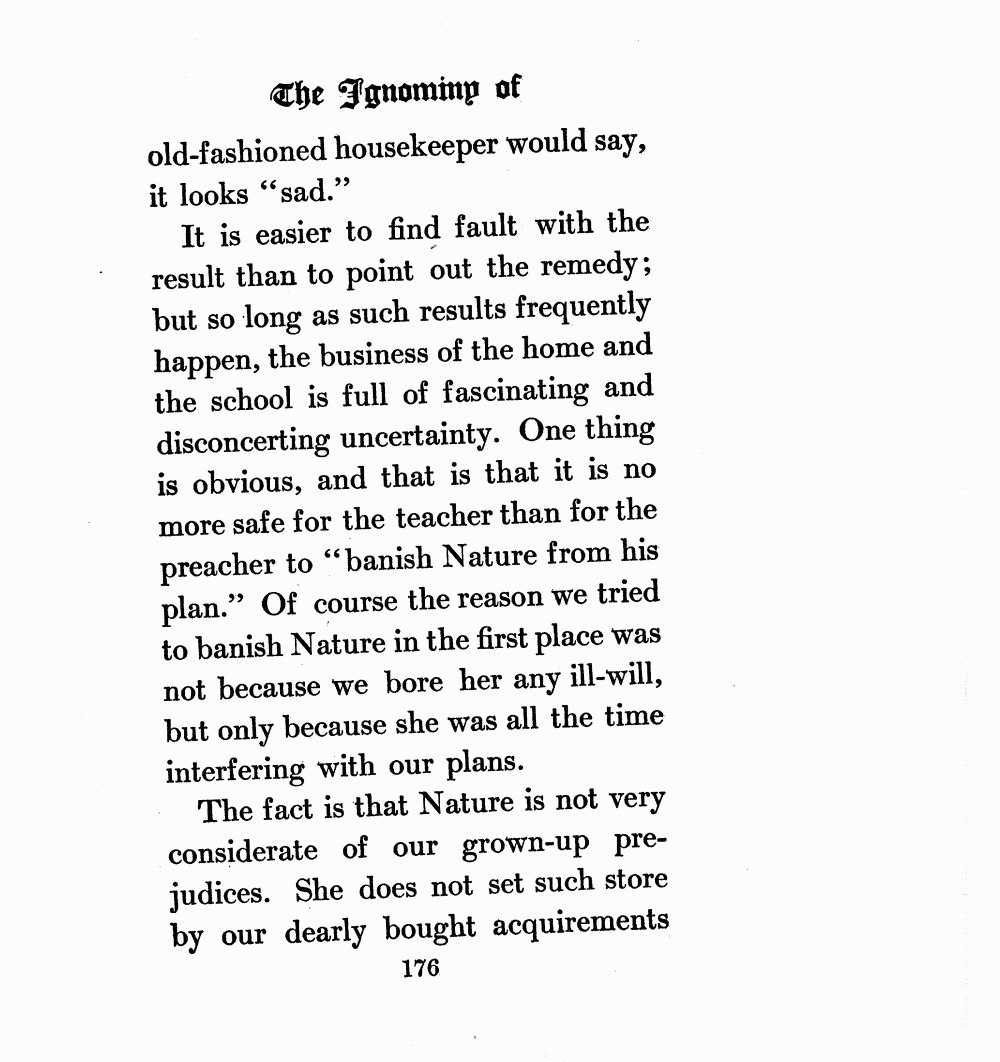 The Ignominy of
old-fashioned housekeeper would say,
it looks “sad.”
It is easier to find fault with the
result than to point out the remedy;
but so long as such results frequently
happen, the business of the home and
the school is full of fascinating and
disconcerting uncertainty. One thing
is obvious, and that is that it is no
more safe for the teacher than for the
preacher to “banish Nature from his
plan.” Of course the reason we tried
to banish Nature in the first place was
not because we bore her any ill-will,
but only because she was all the time
interfering with our plans.
The fact is that Nature is not very
considerate of our grown-up pre-
judices. She does not set such store
by our dearly bought acquirements
176